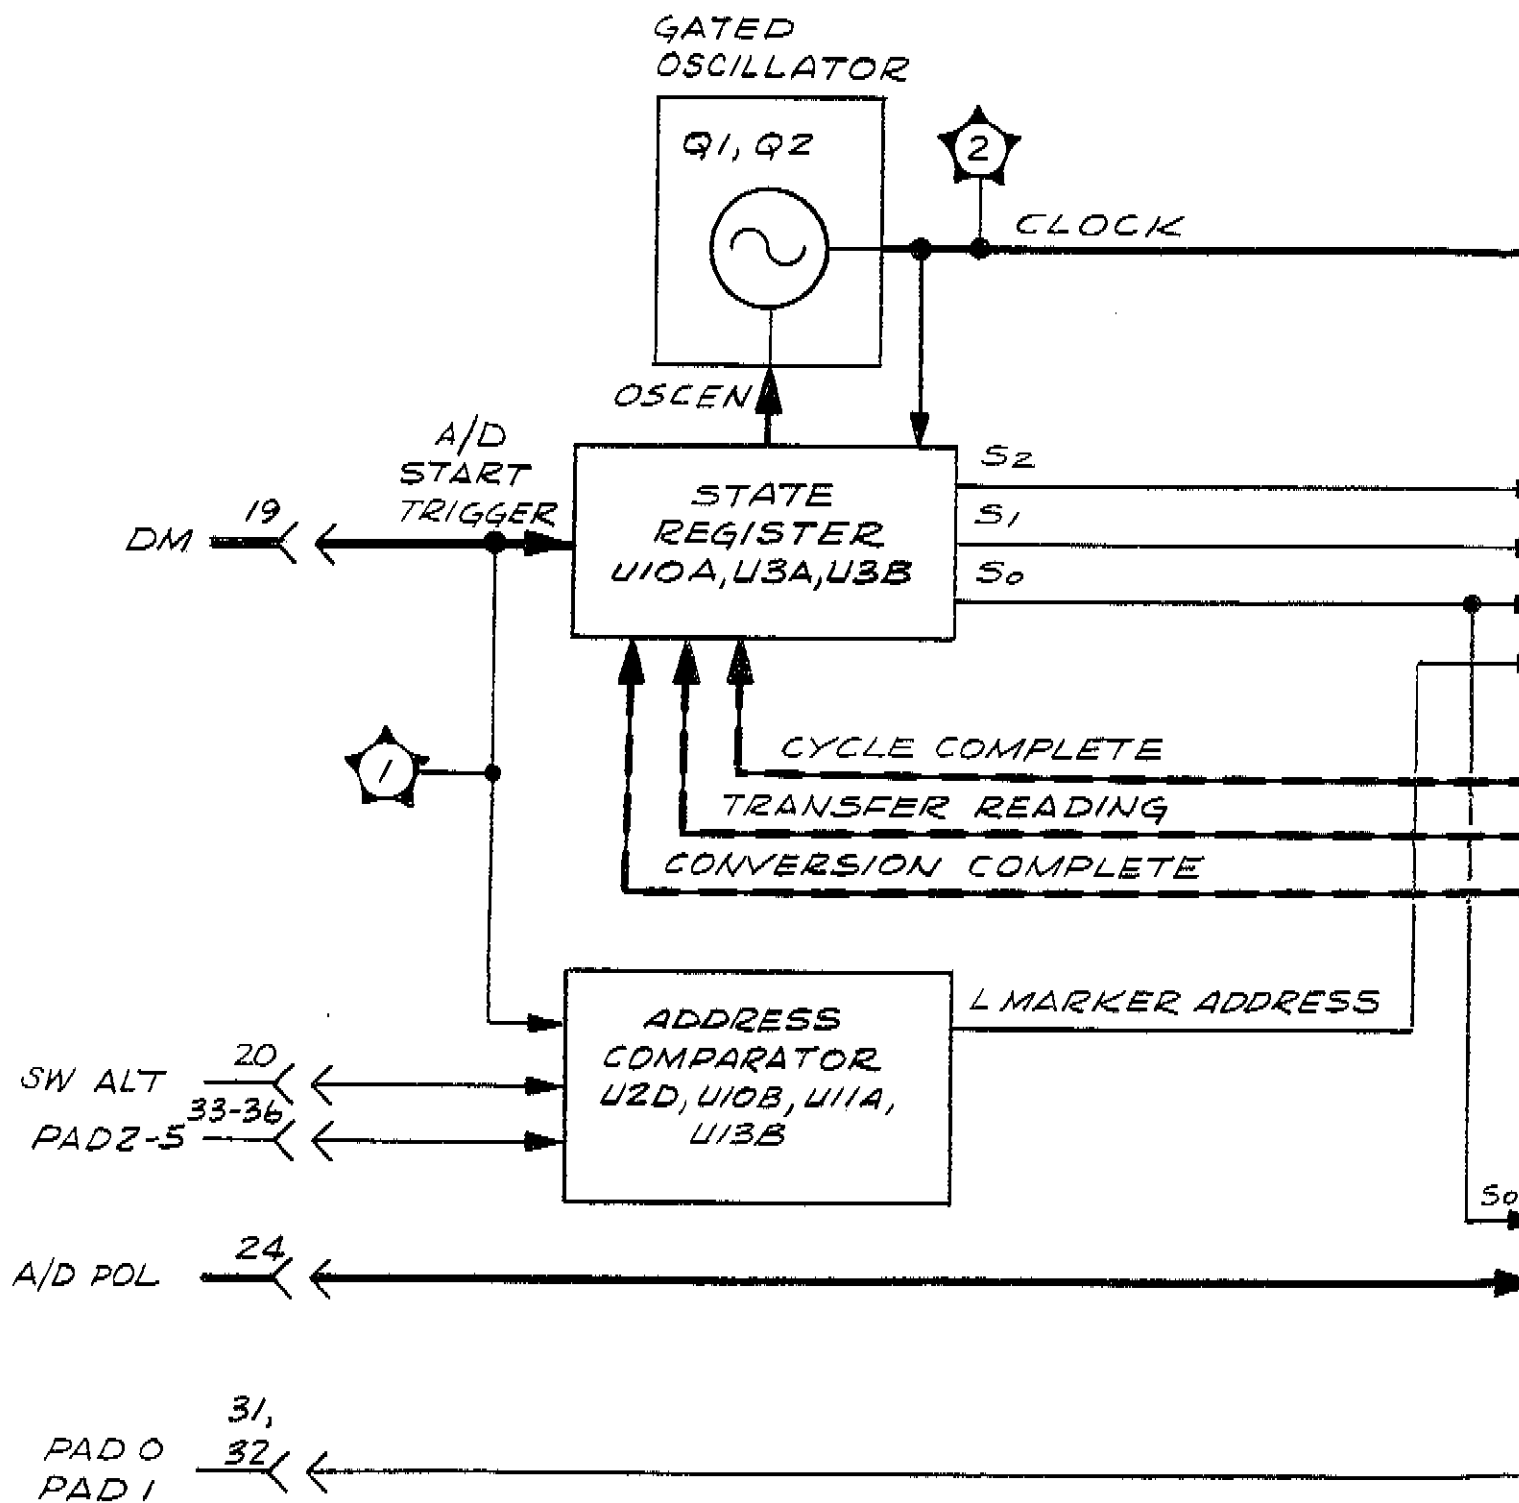 GATED
OSCILLATOR
Q1, Q2
2
CLOCK
OSCEN
A/D
START
TRIGGER
19
DM
STATE
REGISTER
U10A, U3A, U3B
S2
S1
S0
1
CYCLE COMPLETE
TRANSFER READING
CONVERSION COMPLETE
ADDRESS
COMPARATOR
U2D, U10B, U11A,
U13B
L MARKER ADDRESS
20
SW ALT
33-36
PAD2-5
S0
24
A/D POL
31,
32
PAD 0
PAD 1